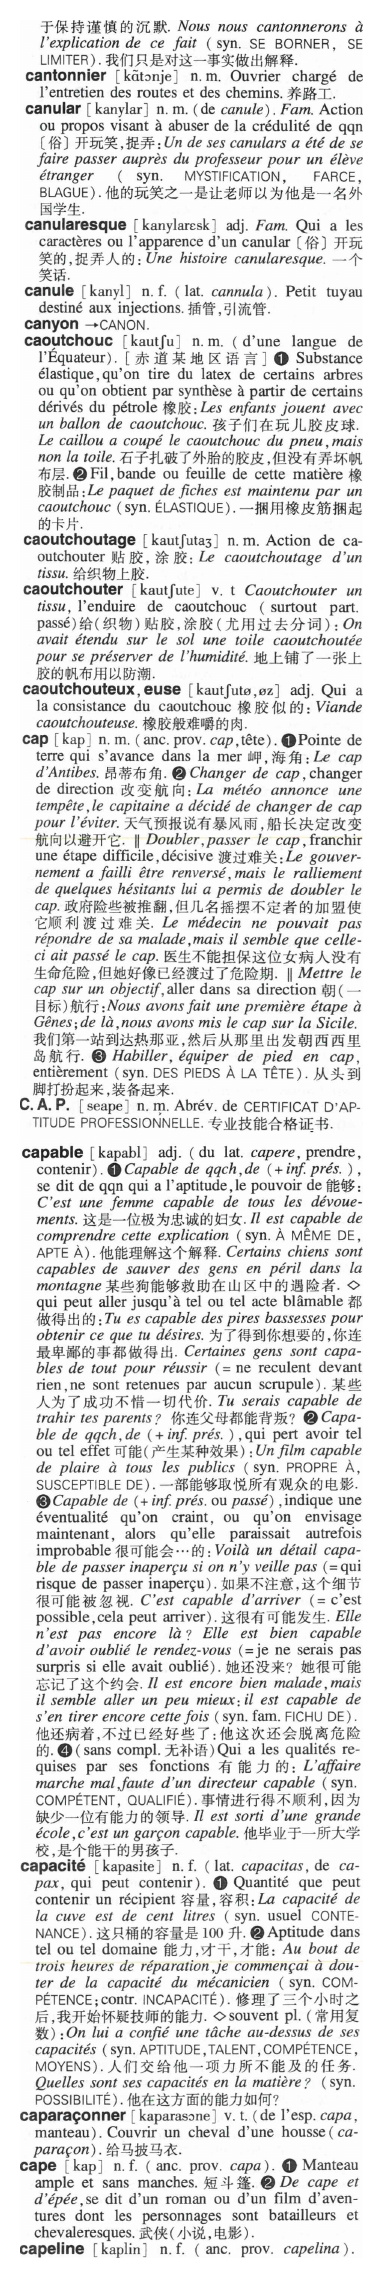 于保持谨慎的沉默. Nous nous cantonnerons à
l'explication de ce fait ( syn. SE BORNER, SE
LIMITER). 我们只是对这一事实做出解释.
cantonnier [kɑ̃tɔnje] n. m. Ouvrier chargé de
l'entretien des routes et des chemins. 养路工.
canular [kanylar] n. m. (de canule). Fam. Action
ou propos visant à abuser de la crédulité de qqn
〔俗〕开玩笑,捉弄:Un de ses canulars a été de se
faire passer auprès du professeur pour un élève
étranger ( syn. MYSTIFICATION, FARCE,
BLAGUE). 他的玩笑之一是让老师以为他是一名外
国学生.
canularesque [kanylarɛsk] adj. Fam. Qui a les
caractères ou l'apparence d'un canular〔俗〕开玩
笑的,捉弄人的:Une histoire canularesque. 一个
笑话.
canule [kanyl] n. f. ( lat. cannula). Petit tuyau
destiné aux injections. 插管,引流管.
canyon →CANON.
caoutchouc [kautʃu] n. m. ( d'une langue de
l'Équateur). [赤道某地区语言] ❶ Substance
élastique,qu'on tire du latex de certains arbres
ou qu'on obtient par synthèse à partir de certains
dérivés du pétrole 橡胶:Les enfants jouent avec
un ballon de caoutchouc. 孩子们在玩儿胶皮球.
Le caillou a coupé le caoutchouc du pneu,mais
non la toile. 石子扎破了外胎的胶皮,但没有弄坏帆
布层. ❷ Fil,bande ou feuille de cette matière 橡
胶制品:Le paquet de fiches est maintenu par un
caoutchouc (syn. ÉLASTIQUE). 一捆用橡皮筋捆起
的卡片.
caoutchoutage [kautʃutaʒ] n. m. Action de ca-
outchouter 贴胶,涂胶: Le caoutchoutage d'un
tissu. 给织物上胶.
caoutchouter [kautʃute] v. t Caoutchouter un
tissu, l'enduire de caoutchouc ( surtout part.
passé)给(织物)贴胶,涂胶(尤用过去分词):On
avait étendu sur le sol une toile caoutchoutée
pour se préserver de l'humidité. 地上铺了一张上
胶的帆布用以防潮.
caoutchouteux, euse [kautʃutø,øz] adj. Qui a
la consistance du caoutchouc 橡胶似的: Viande
caoutchouteuse. 橡胶般难嚼的肉.
cap [kap] n. m. (anc. prov. cap,tête). ❶Pointe de
terre qui s'avance dans la mer 岬,海角: Le cap
d'Antibes. 昂蒂布角. ❷ Changer de cap,changer
de direction 改变航向: La météo annonce une
tempête,le capitaine a décidé de changer de cap
pour l'éviter. 天气预报说有暴风雨,船长决定改变
航向以避开它. ‖ Doubler,passer le cap,franchir
une étape difficile,décisive 渡过难关:Le gouver-
nement a failli être renversé,mais le ralliement
de quelques hésitants lui a permis de doubler le
cap. 政府险些被推翻,但几名摇摆不定者的加盟使
它顺利渡过难关. Le médecin ne pouvait pas
répondre de sa malade,mais il semble que celle-
ci ait passé le cap. 医生不能担保这位女病人没有
生命危险,但她好像已经渡过了危险期. ‖ Mettre le
cap sur un objectif,aller dans sa direction 朝(一
目标)航行:Nous avons fait une première étape à
Gênes;de là,nous avons mis le cap sur la Sicile.
我们第一站到达热那亚,然后从那里出发朝西西里
岛航行. ❸ Habiller, équiper de pied en cap,
entièrement (syn. DES PIEDS À LA TÊTE). 从头到
脚打扮起来,装备起来.
C. A. P. [seape] n. m. Abrév. de CERTIFICAT D'AP-
TITUDE PROFESSIONNELLE. 专业技能合格证书.
capable [kapabl] adj. ( du lat. capere, prendre,
contenir). ❶ Capable de qqch,de (+inf. prés. ),
se dit de qqn qui a l'aptitude,le pouvoir de 能够:
C'est une femme capable de tous les dévoue-
ments. 这是一位极为忠诚的妇女. Il est capable de
comprendre cette explication (syn. À MÊME DE,
APTE À). 他能理解这个解释. Certains chiens sont
capables de sauver des gens en péril dans la
montagne 某些狗能够救助在山区中的遇险者. ◇
qui peut aller jusqu'à tel ou tel acte blâmable 都
做得出的:Tu es capable des pires bassesses pour
obtenir ce que tu désires. 为了得到你想要的,你连
最卑鄙的事都做得出. Certaines gens sont capa-
bles de tout pour réussir (= ne reculent devant
rien,ne sont retenues par aucun scrupule). 某些
人为了成功不惜一切代价. Tu serais capable de
trahir tes parents? 你连父母都能背叛? ❷ Capa-
ble de qqch,de (+inf. prés. ),qui pert avoir tel
ou tel effet 可能(产生某种效果):Un film capable
de plaire à tous les publics ( syn. PROPRE À,
SUSCEPTIBLE DE). 一部能够取悦所有观众的电影.
❸Capable de (+inf. prés. ou passé),indique une
éventualité qu'on craint, ou qu'on envisage
maintenant, alors qu'elle paraissait autrefois
improbable 很可能会…的: Voilà un détail capa-
ble de passer inaperçu si on n'y veille pas (=qui
risque de passer inaperçu). 如果不注意,这个细节
很可能被忽视. C'est capable d'arriver (= c'est
possible,cela peut arriver). 这很有可能发生. Elle
n'est pas encore là? Elle est bien capable
d'avoir oublié le rendez-vous (=je ne serais pas
surpris si elle avait oublié). 她还没来? 她很可能
忘记了这个约会. Il est encore bien malade,mais
il semble aller un peu mieux;il est capable de
s'en tirer encore cette fois (syn. fam. FICHU DE).
他还病着,不过已经好些了:他这次还会脱离危险
的. ❹(sans compl. 无补语)Qui a les qualités re-
quises par ses fonctions 有能力的: L'affaire
marche mal,faute d'un directeur capable (syn.
COMPÉTENT, QUALIFIÉ). 事情进行得不顺利,因为
缺少一位有能力的领导. Il est sorti d'une grande
école,c'est un garçon capable. 他毕业于一所大学
校,是个能干的男孩子.
capacité [kapasite] n. f. ( lat. capacitas, de ca-
pax, qui peut contenir). ❶ Quantité que peut
contenir un récipient 容量,容积:La capacité de
la cuve est de cent litres ( syn. usuel CONTE-
NANCE). 这只桶的容量是100升. ❷Aptitude dans
tel ou tel domaine 能力,才干,才能: Au bout de
trois heures de réparation,je commençai à dou-
ter de la capacité du mécanicien ( syn. COM-
PÉTENCE;contr. INCAPACITÉ). 修理了三个小时之
后,我开始怀疑技师的能力. ◇souvent pl. (常用复
数):On lui a confié une tâche au-dessus de ses
capacités (syn. APTITUDE,TALENT,COMPÉTENCE,
MOYENS). 人们交给他一项力所不能及的任务.
Quelles sont ses capacités en la matière? (syn.
POSSIBILITÉ). 他在这方面的能力如何?
caparaçonner [kaparasɔne] v. t. (de l'esp. capa,
manteau). Couvrir un cheval d'une housse (ca-
paraçon). 给马披马衣.
cape [kap] n. f. ( anc. prov. capa). ❶ Manteau
ample et sans manches. 短斗篷. ❷ De cape et
d'épée,se dit d'un roman ou d'un film d'aven-
tures dont les personnages sont batailleurs et
chevaleresques. 武侠(小说,电影).
capeline [kaplin] n. f. ( anc. prov. capelina).